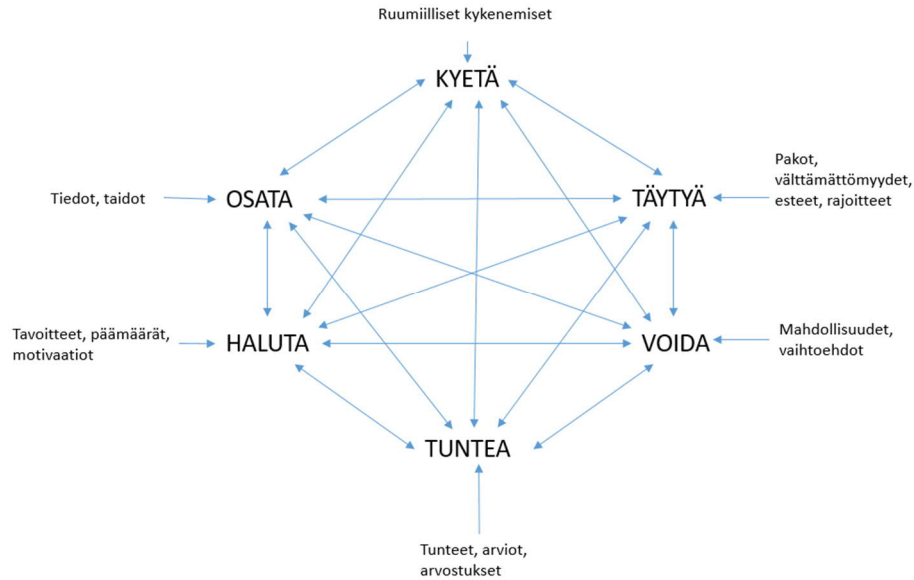 Ruumiilliset kykenemiset
KYETÄ
Tiedot, taidot
OSATA
TÄYTYÄ
Pakot,
välttämättömyydet,
esteet, rajoitteet
Tavoitteet, päämäärät,
motivaatiot
HALUTA
VOIDA
Mahdollisuudet,
vaihtoehdot
TUNTEA
Tunteet, arviot,
arvostukset